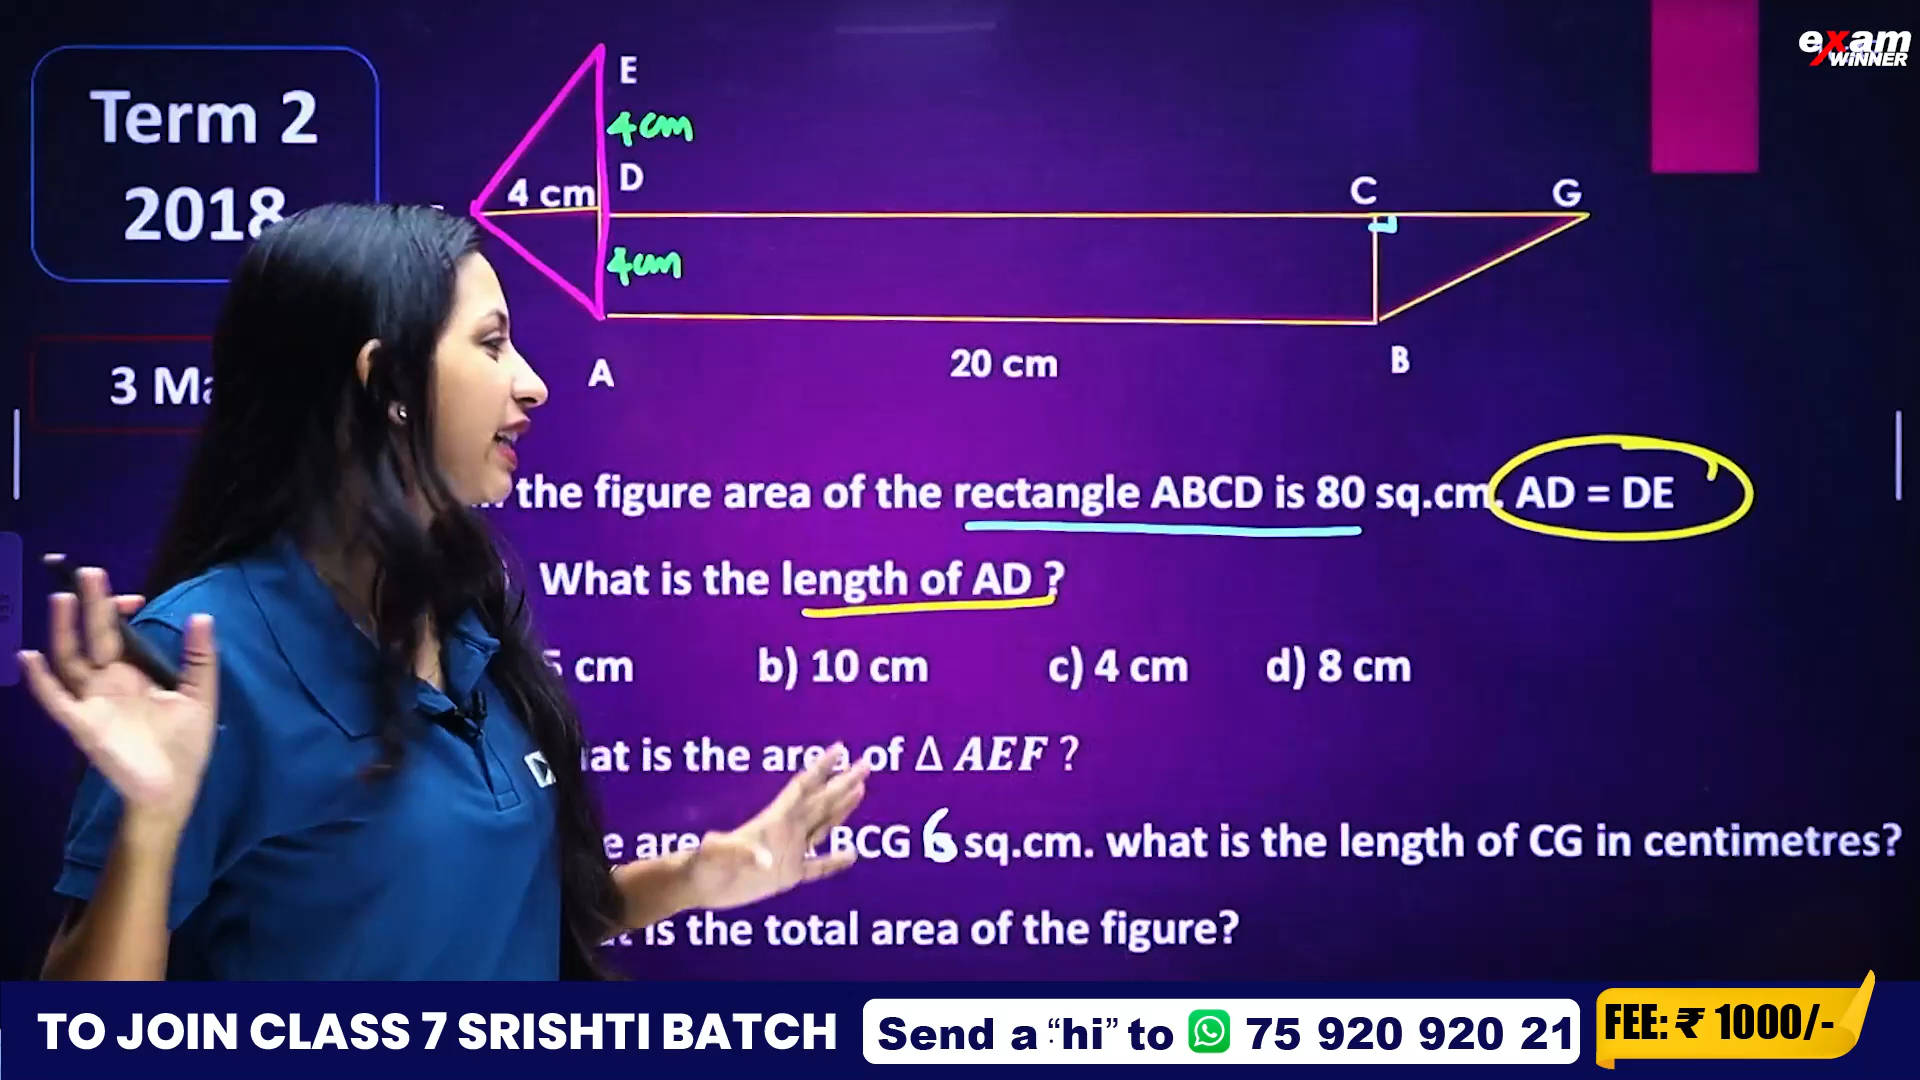 exam
WINNER
Term 2
2018
E
4cm
D
4 cm
C
G
4cm
A
20 cm
B
3
the figure area of the rectangle ABCD is 80 sq.cm. AD = DE
What is the length of AD ?
cm b) 10 cm c) 4 cm d) 8 cm
is the area of Δ AEF ?
BCG 6 sq.cm. what is the length of CG in centimetres?
is the total area of the figure?
TO JOIN CLASS 7 SRISHTI BATCH
Send a “hi” to 75 920 920 21
FEE: ₹ 1000/-